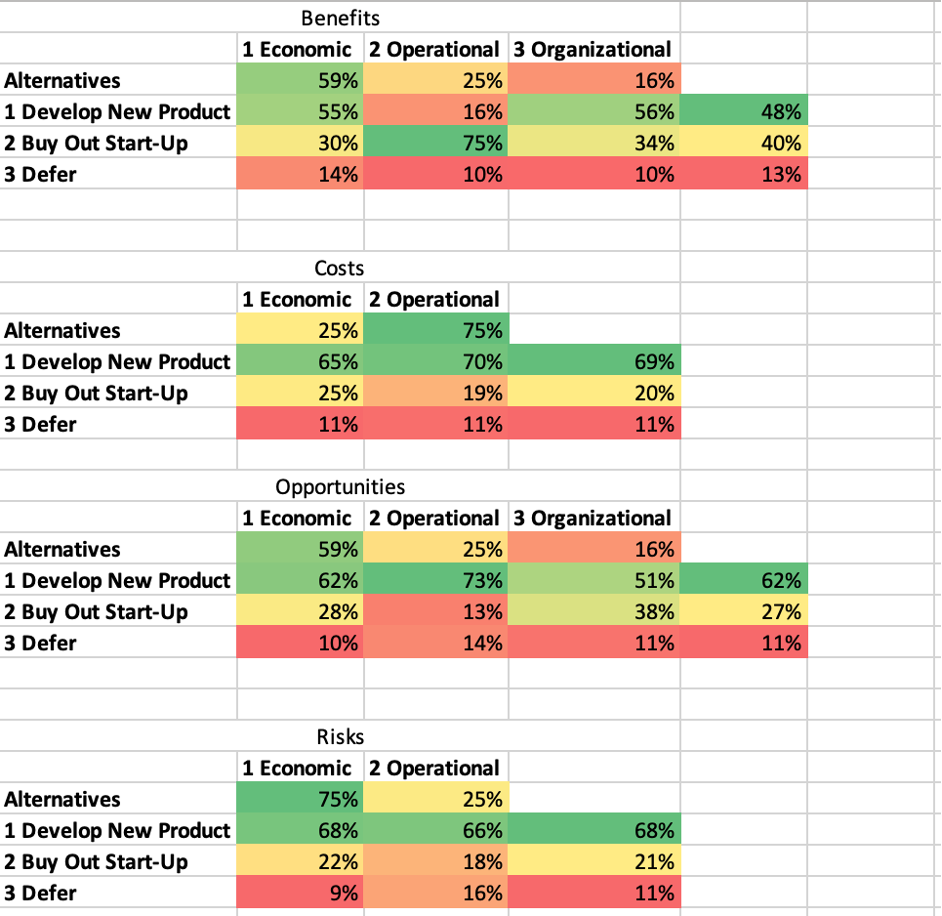 Benefits
1 Economic 2 Operational 3 Organizational
Alternatives 59% 25% 16%
1 Develop New Product 55% 16% 56% 48%
2 Buy Out Start-Up 30% 75% 34% 40%
3 Defer 14% 10% 10% 13%
Costs
1 Economic 2 Operational
Alternatives 25% 75%
1 Develop New Product 65% 70% 69%
2 Buy Out Start-Up 25% 19% 20%
3 Defer 11% 11% 11%
Opportunities
1 Economic 2 Operational 3 Organizational
Alternatives 59% 25% 16%
1 Develop New Product 62% 73% 51% 62%
2 Buy Out Start-Up 28% 13% 38% 27%
3 Defer 10% 14% 11% 11%
Risks
1 Economic 2 Operational
Alternatives 75% 25%
1 Develop New Product 68% 66% 68%
2 Buy Out Start-Up 22% 18% 21%
3 Defer 9% 16% 11%